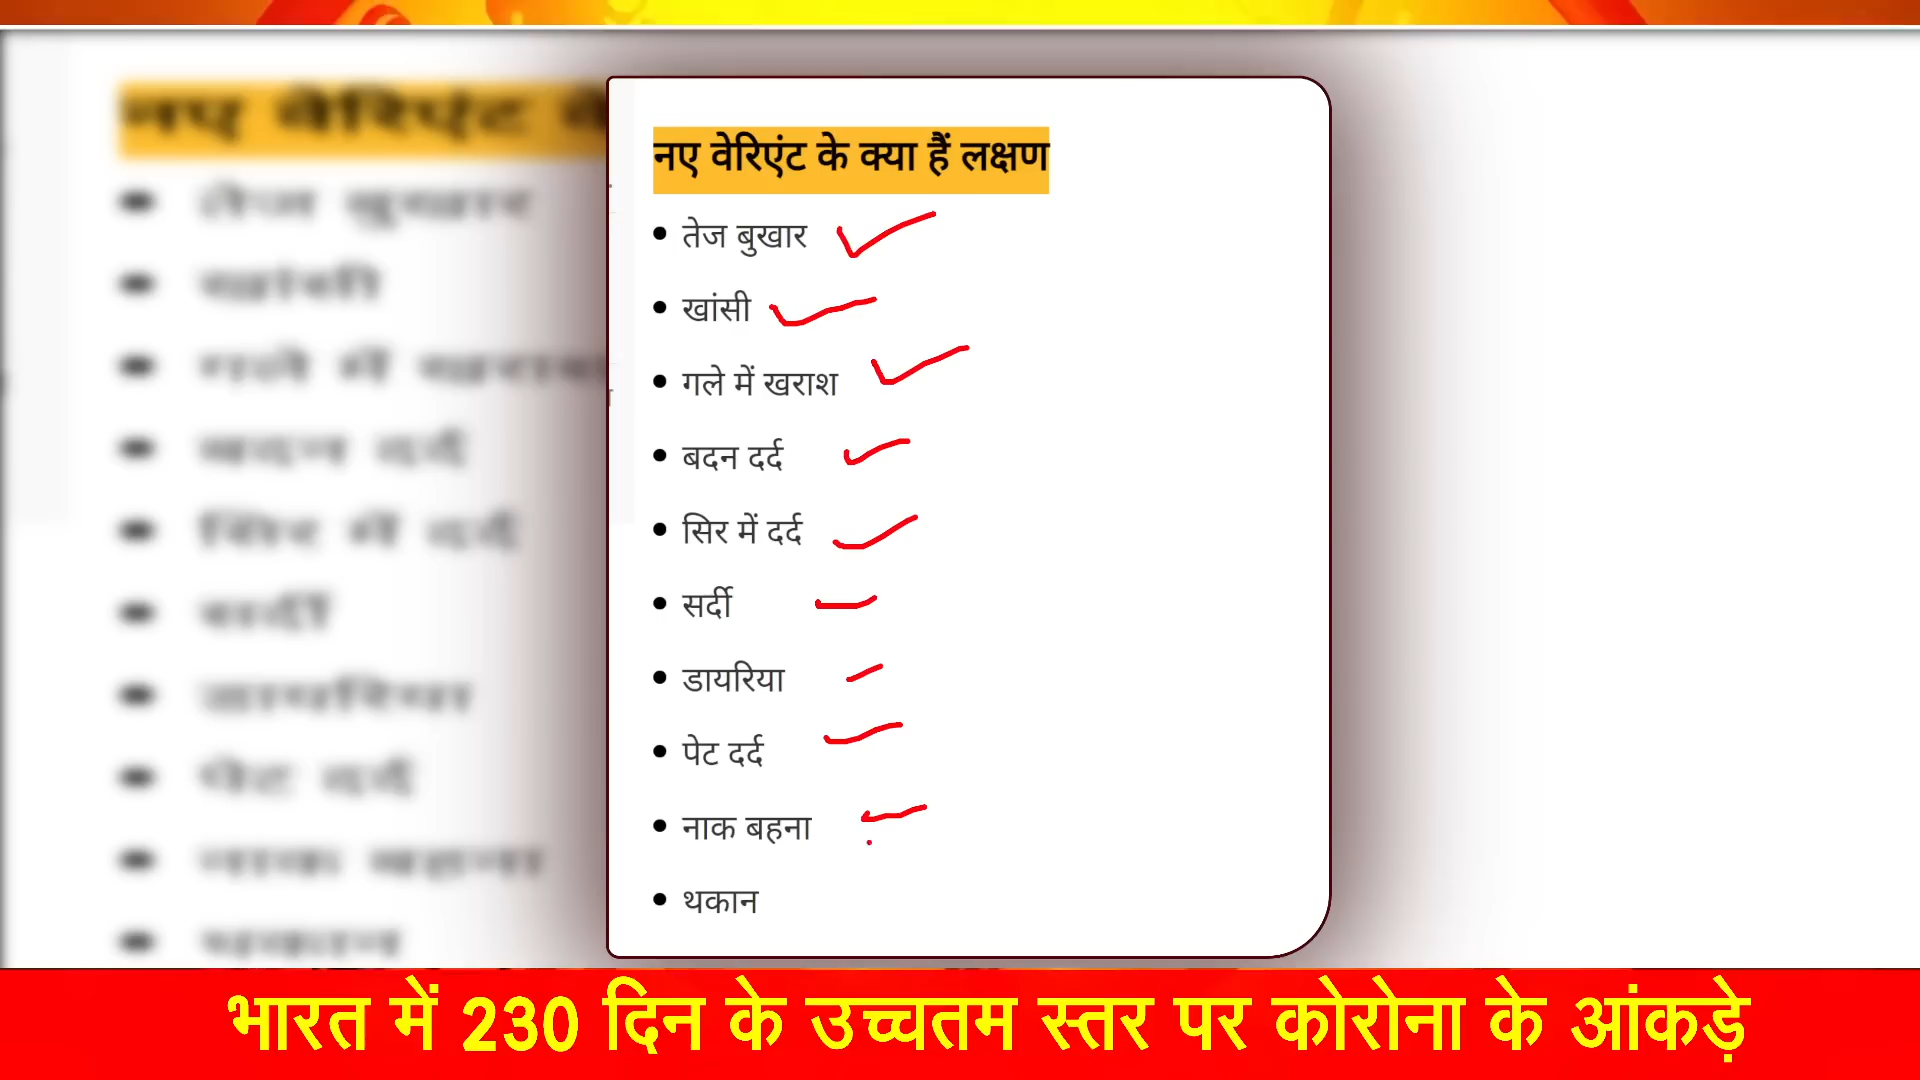 नए वेरिएंट के क्या हैं लक्षण
• तेज बुखार
• खांसी
• गले में खराश
• बदन दर्द
• सिर में दर्द
• सर्दी
• डायरिया
• पेट दर्द
• नाक बहना
• थकान
भारत में 230 दिन के उच्चतम स्तर पर कोरोना के आंकड़े